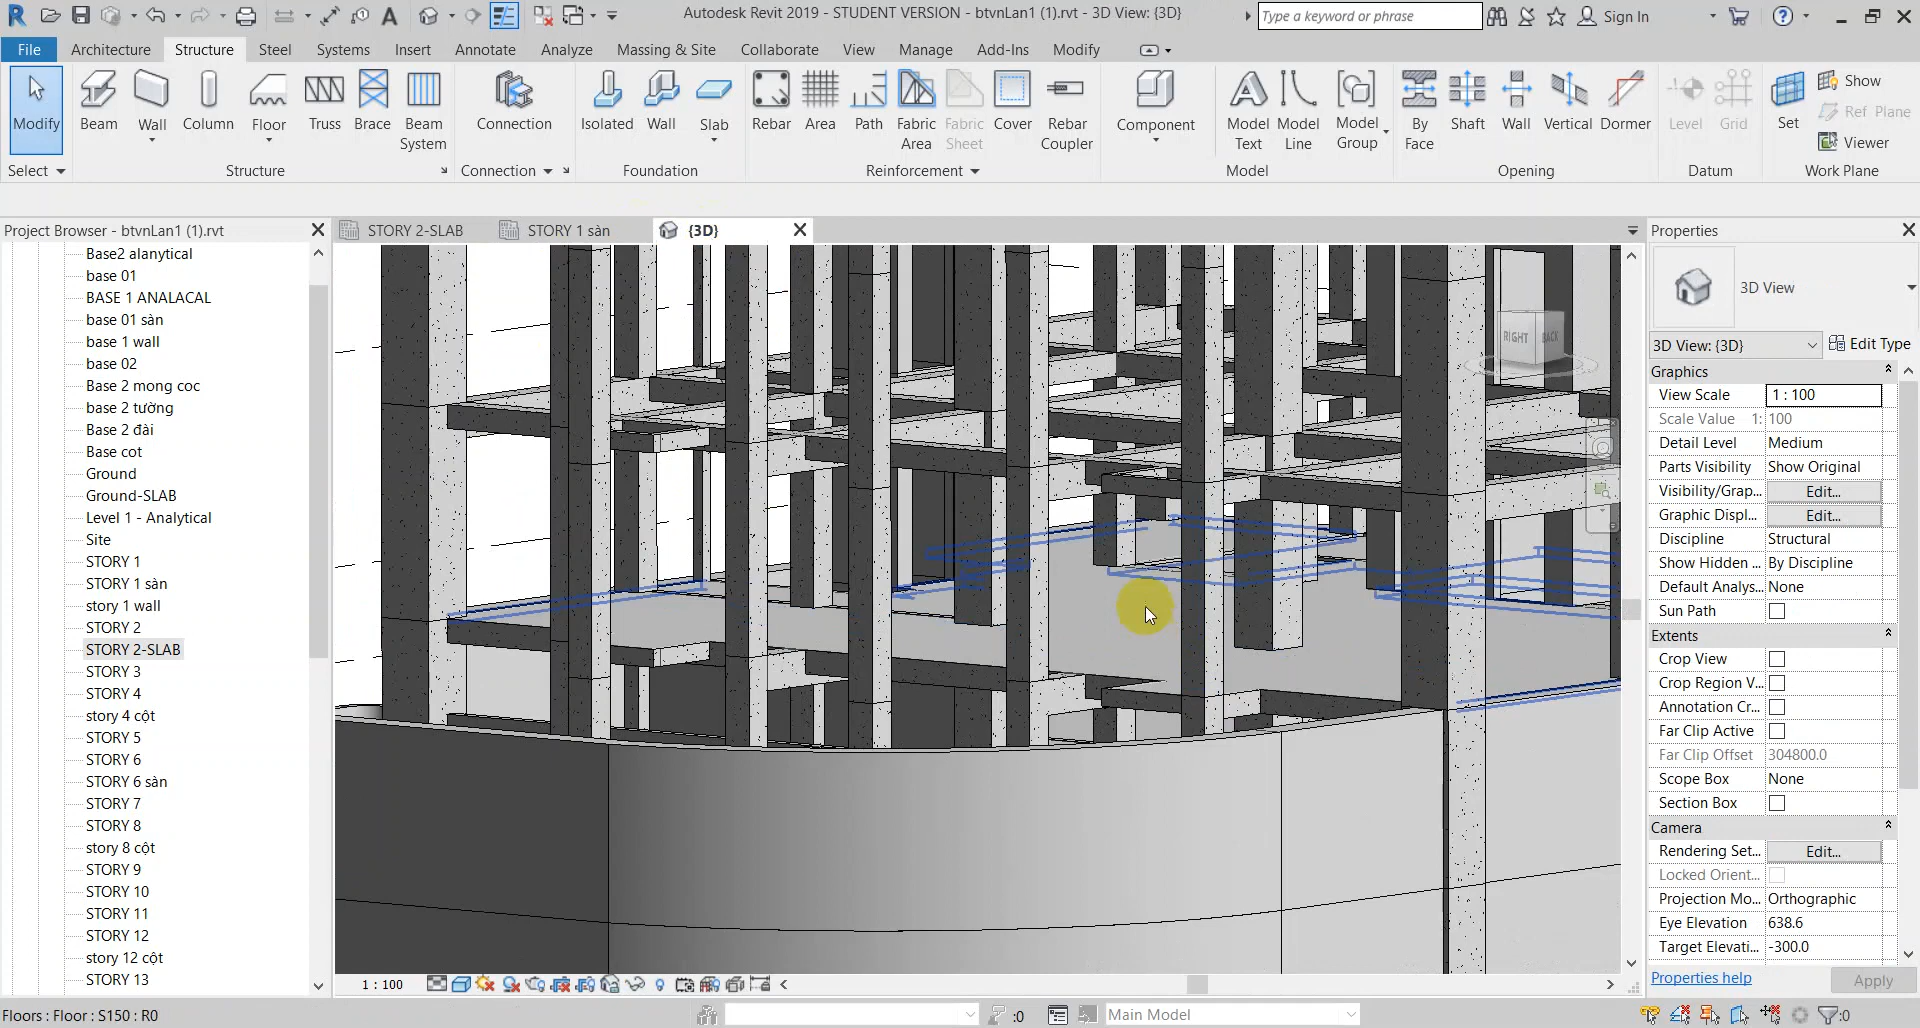 Autodesk Revit 2019 - STUDENT VERSION - btvnLan1 (1).rvt - 3D View: {3D}
Type a keyword or phrase
Sign In
File Architecture Structure Steel Systems Insert Annotate Analyze Massing & Site Collaborate View Manage Add-Ins Modify
Modify Beam Wall Column Floor Truss Brace Beam System Connection Isolated Wall Slab Rebar Area Path Fabric Area Fabric Sheet Cover Rebar Coupler Component Model Text Model Line Model Group By Face Shaft Wall Vertical Dormer Level Grid Set Show
Ref Plane
Viewer
Select Structure Connection Foundation Reinforcement Model Opening Datum Work Plane
Project Browser - btvnLan1 (1).rvt
Base2 alanytical
base 01
BASE 1 ANALACAL
base 01 sàn
base 1 wall
base 02
Base 2 mong coc
base 2 tường
Base 2 đài
Base cot
Ground
Ground-SLAB
Level 1 - Analytical
Site
STORY 1
STORY 1 sàn
story 1 wall
STORY 2
STORY 2-SLAB
STORY 3
STORY 4
story 4 cột
STORY 5
STORY 6
STORY 6 sàn
STORY 7
STORY 8
story 8 cột
STORY 9
STORY 10
STORY 11
STORY 12
story 12 cột
STORY 13
STORY 2-SLAB STORY 1 sàn {3D}
RIGHT BACK
1 : 100
Properties
3D View
3D View: {3D} Edit Type
Graphics
View Scale 1 : 100
Scale Value 1: 100
Detail Level Medium
Parts Visibility Show Original
Visibility/Grap... Edit...
Graphic Displ... Edit...
Discipline Structural
Show Hidden ... By Discipline
Default Analys... None
Sun Path
Extents
Crop View
Crop Region V...
Annotation Cr...
Far Clip Active
Far Clip Offset 304800.0
Scope Box None
Section Box
Camera
Rendering Set... Edit...
Locked Orient...
Projection Mo... Orthographic
Eye Elevation 638.6
Target Elevati... -300.0
Properties help Apply
Floors : Floor : S150 : R0
:0
Main Model
:0